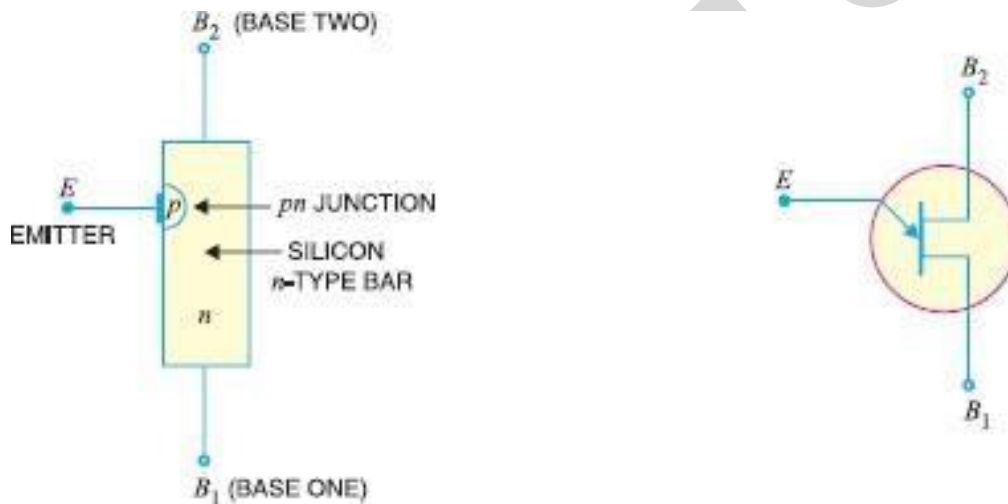 B2 (BASE TWO)
E
EMITTER
p
pn JUNCTION
SILICON
n-TYPE BAR
n
B1 (BASE ONE)
B2
E
B1